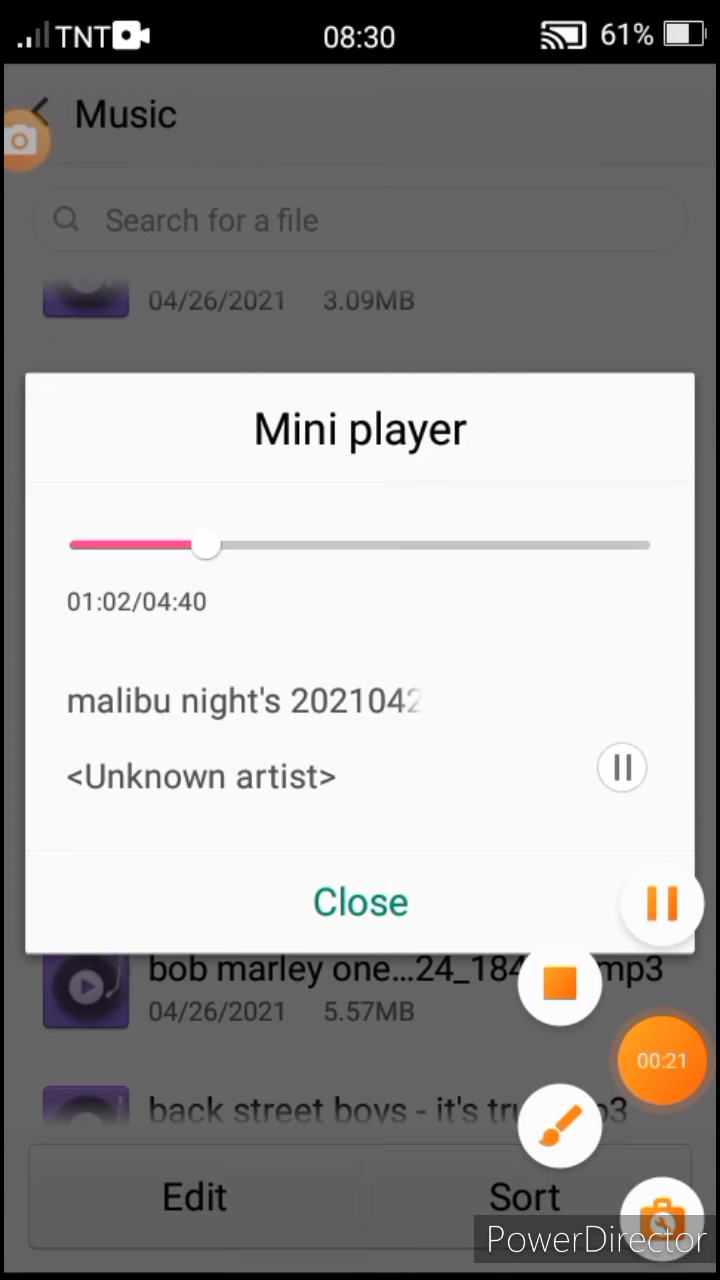 TNT 08:30 61%
Music
Search for a file
04/26/2021 3.09MB
Mini player
01:02/04:40
malibu night's 2021042
<Unknown artist>
Close
bob marley one...24_184 mp3
04/26/2021 5.57MB
00:21
back street boys - it's tru p3
Edit Sort
PowerDirector